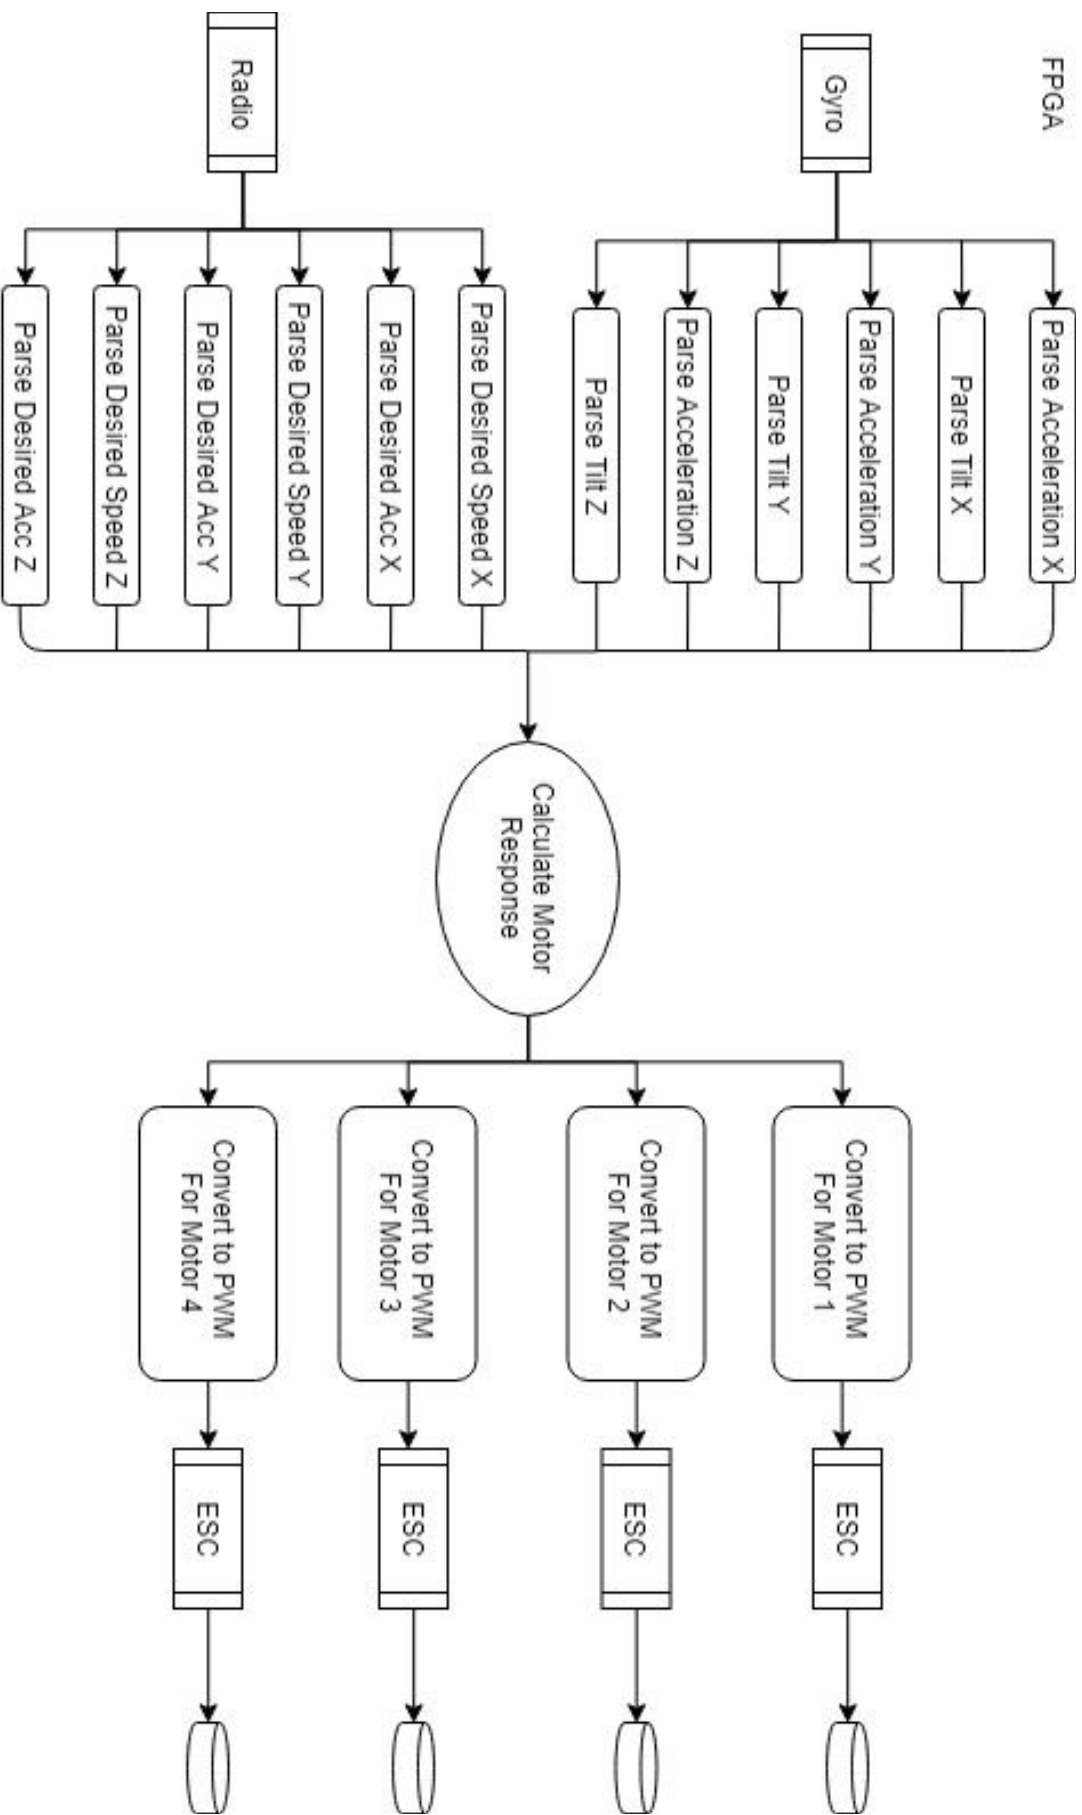 FPGA
Gyro
Parse Acceleration X
Parse Tilt X
Parse Acceleration Y
Parse Tilt Y
Parse Acceleration Z
Parse Tilt Z
Radio
Parse Desired Speed X
Parse Desired Acc X
Parse Desired Speed Y
Parse Desired Acc Y
Parse Desired Speed Z
Parse Desired Acc Z
Calculate Motor
Response
Convert to PWM
For Motor 1
ESC
Convert to PWM
For Motor 2
ESC
Convert to PWM
For Motor 3
ESC
Convert to PWM
For Motor 4
ESC